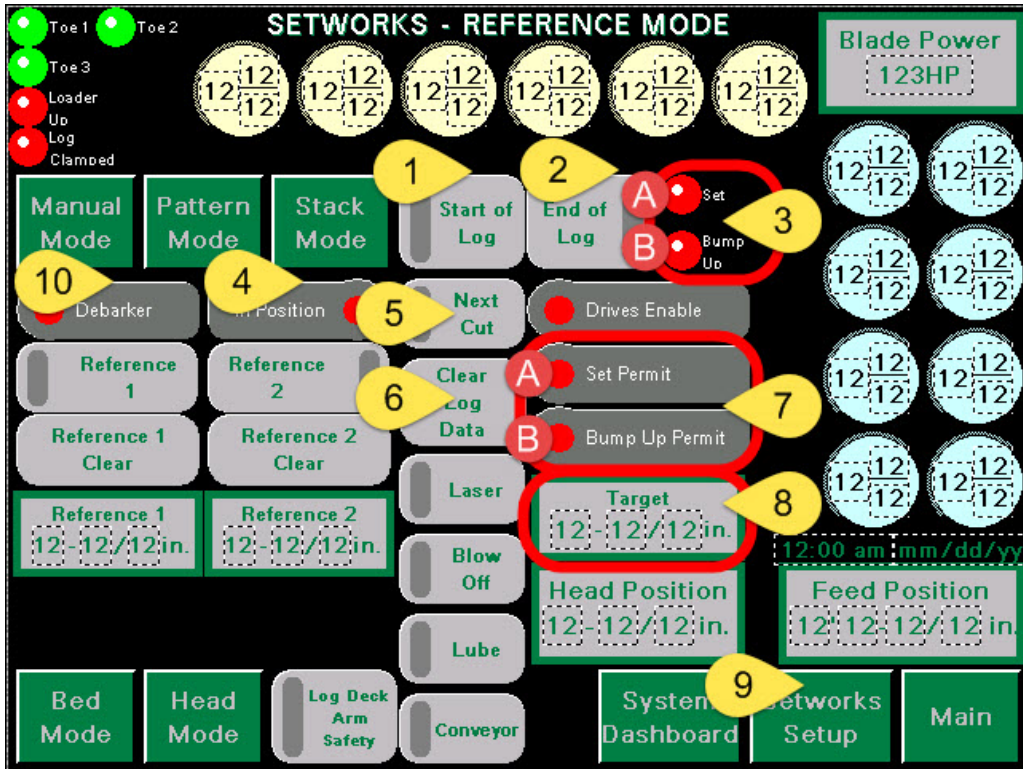 SETWORKS - REFERENCE MODE
Toe 1
Toe 2
Toe 3
Loader
Up
Log
Clamped
12 12/12
12 12/12
12 12/12
12 12/12
12 12/12
12 12/12
Blade Power
123HP
12 12/12
12 12/12
12 12/12
12 12/12
12 12/12
12 12/12
12 12/12
12 12/12
Manual
Mode
Pattern
Mode
Stack
Mode
1
Start of
Log
2
End of
Log
A
Set
B
Bump
Up
3
10
Debarker
4
In Position
5
Next
Cut
Drives Enable
Reference
1
Reference
2
6
Clear
Log
Data
A
Set Permit
B
Bump Up Permit
7
Reference 1
Clear
Reference 2
Clear
Laser
Target
12-12/12in.
8
Reference 1
12-12/12in.
Reference 2
12-12/12in.
Blow
Off
12:00 am mm/dd/yy
Head Position
12-12/12 in.
Feed Position
12'12-12/12 in.
Lube
Bed
Mode
Head
Mode
Log Deck
Arm
Safety
Conveyor
System
Dashboard
9
Setworks
Setup
Main